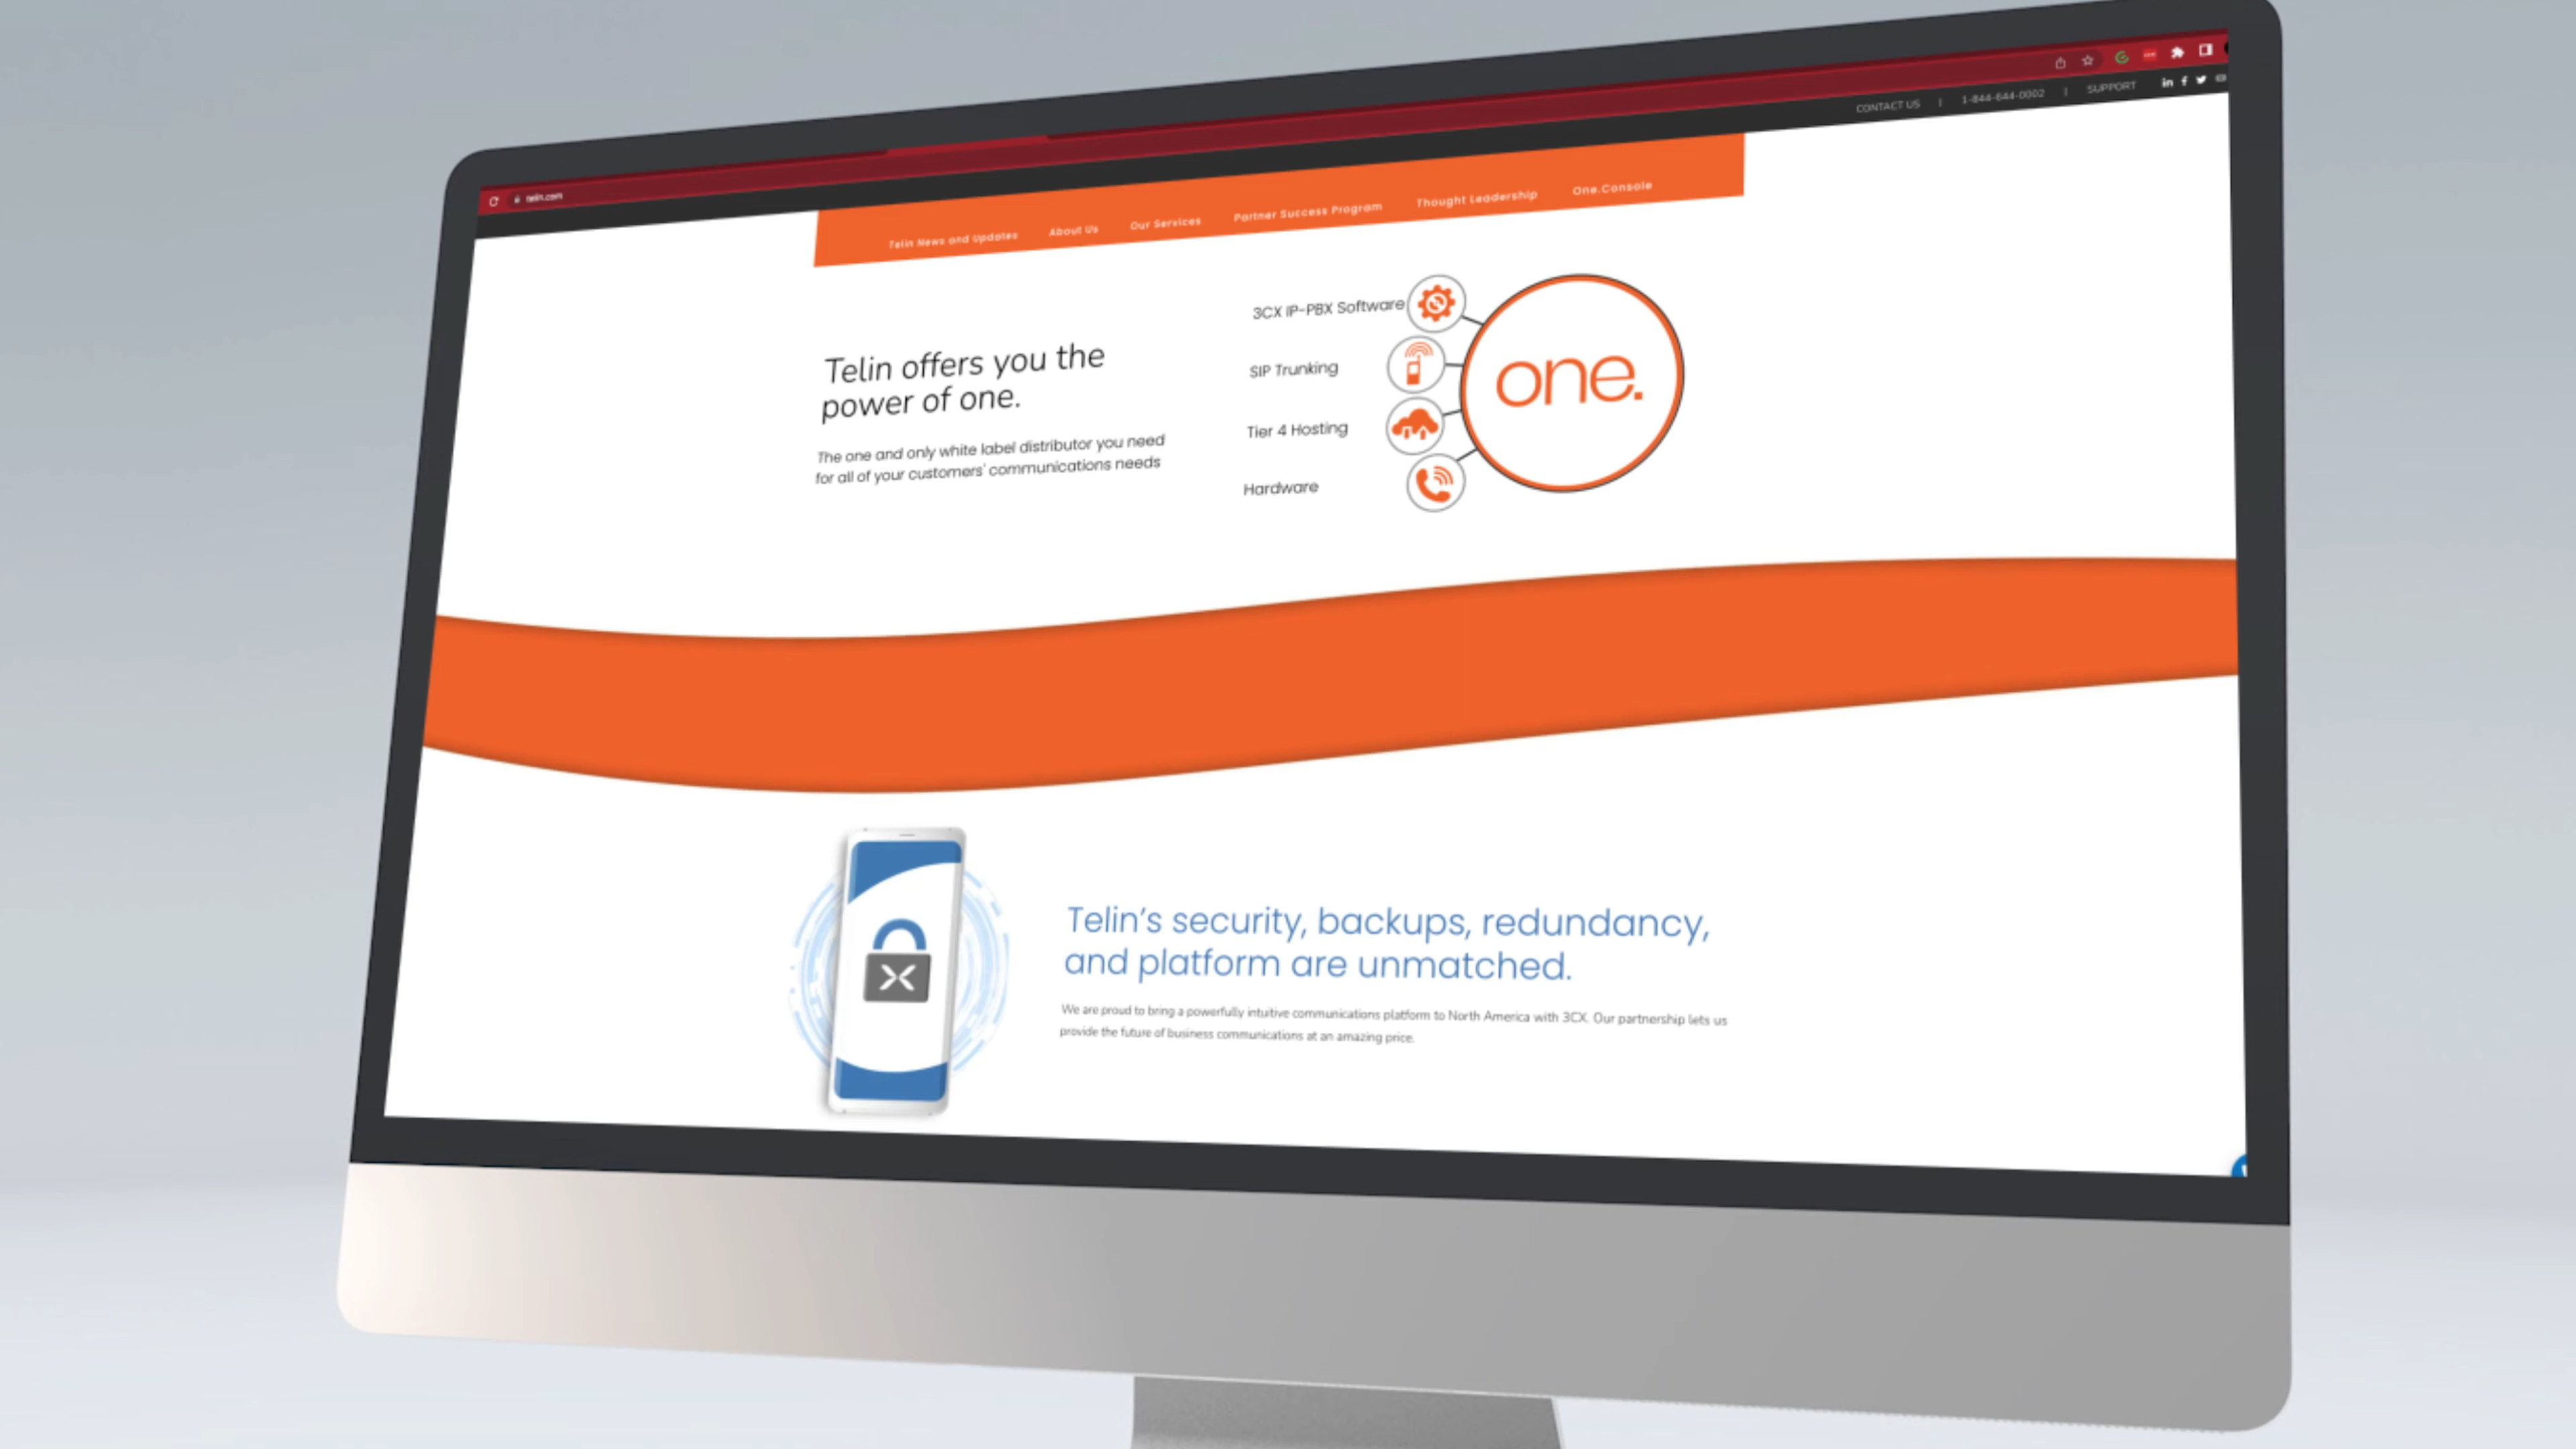 telin.com
CONTACT US | 1-844-644-0002 | SUPPORT
Telin News and Updates About Us Our Services Partner Success Program Thought Leadership One.Console
Telin offers you the
power of one.
The one and only white label distributor you need
for all of your customers' communications needs
3CX IP-PBX Software
SIP Trunking
Tier 4 Hosting
Hardware
one.
Telin's security, backups, redundancy,
and platform are unmatched.
We are proud to bring a powerfully intuitive communications platform to North America with 3CX. Our partnership lets us
provide the future of business communications at an amazing price.